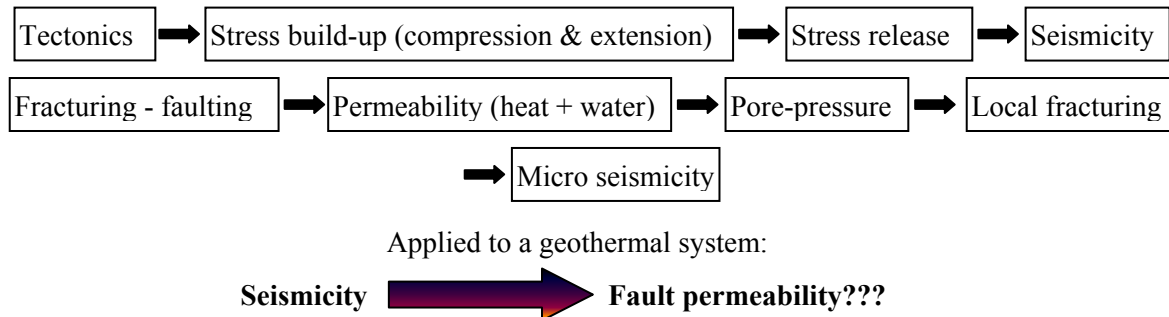 Tectonics Stress build-up (compression & extension) Stress release Seismicity
Fracturing - faulting Permeability (heat + water) Pore-pressure Local fracturing
Micro seismicity
Applied to a geothermal system:
Seismicity Fault permeability???